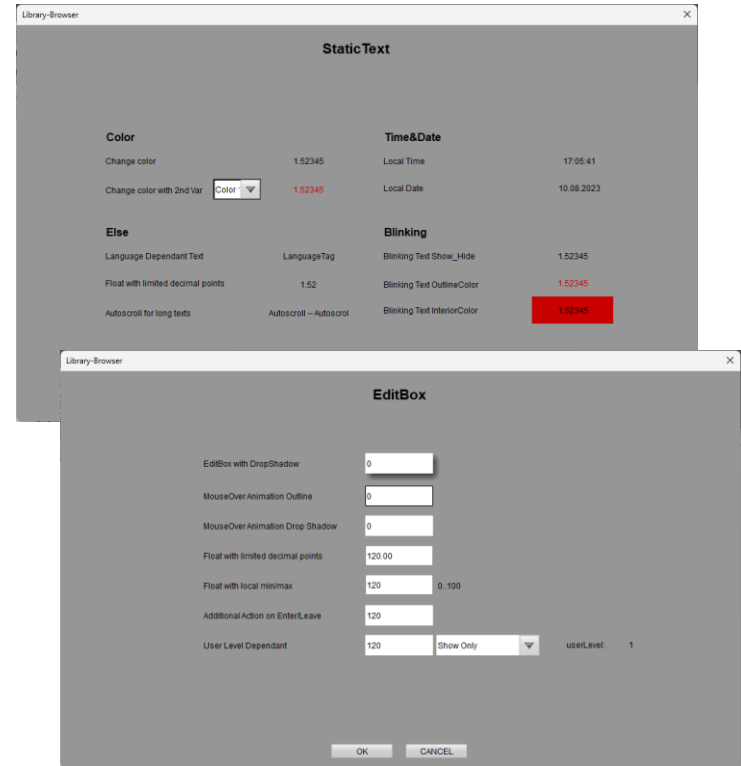 Library-Browser
StaticText
Color
Change color 1.52345
Change color with 2nd Var Color 1.52345
Time&Date
Local Time 17:05:41
Local Date 10.08.2023
Else
Language Dependant Text LanguageTag
Float with limited decimal points 1.52
Autoscroll for long texts Autoscroll -- Autoscrol
Blinking
Blinking Text Show_Hide 1.52345
Blinking Text OutlineColor 1.52345
Blinking Text InteriorColor 1.52345
Library-Browser
EditBox
EditBox with DropShadow 0
MouseOver Animation Outline 0
MouseOver Animation Drop Shadow 0
Float with limited decimal points 120.00
Float with local min/max 120 0..100
Additional Action on Enter/Leave 120
User Level Dependant 120 Show Only userLevel: 1
OK CANCEL